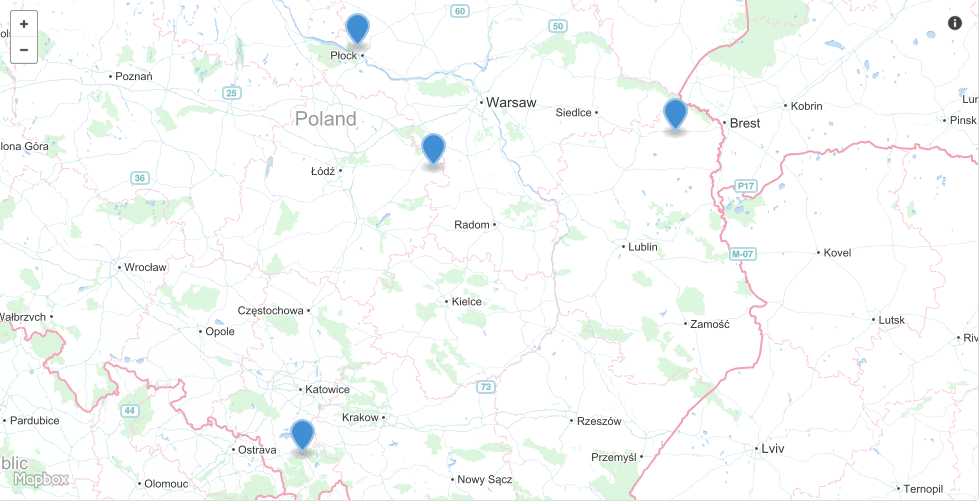 +
−
60
50
i
Płock
Poznań
25
Warsaw
Siedlce
Kobrin
Lun
Poland
Brest
Pinsk
lona Góra
Łódź
36
P17
Radom
Lublin
Kovel
M-07
Wrocław
Kielce
Częstochowa
Wałbrzych
Opole
Zamość
Lutsk
Riv
Katowice
73
44
Krakow
Pardubice
Rzeszów
Ostrava
Lviv
Przemyśl
blic
Mapbox
Olomouc
Nowy Sącz
Ternopil